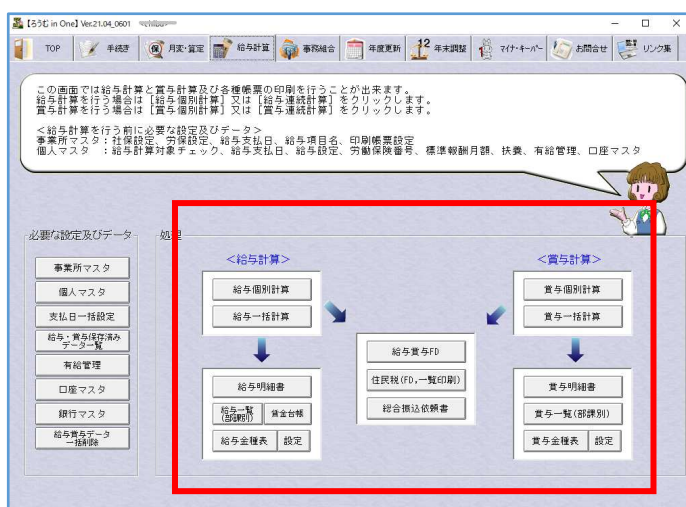 【ろうむ in One】 Ver.21.04_0601
TOP 手続き 月変・算定 給与計算 事務組合 年度更新 年末調整 マイナ・キーパー お問合せ リンク集
この画面では給与計算と賞与計算及び各種帳票の印刷を行うことが出来ます。
給与計算を行う場合は［給与個別計算］又は［給与連続計算］をクリックします。
賞与計算を行う場合は［賞与個別計算］又は［賞与連続計算］をクリックします。
＜給与計算を行う前に必要な設定及びデータ＞
事業所マスタ：社保設定、労保設定、給与支払日、給与項目名、印刷帳票設定
個人マスタ ：給与計算対象チェック、給与支払日、給与設定、労働保険番号、標準報酬月額、扶養、有給管理、口座マスタ
必要な設定及びデータ
事業所マスタ
個人マスタ
支払日一括設定
給与・賞与保存済み
データ一覧
有給管理
口座マスタ
銀行マスタ
給与賞与データ
一括削除
処理
＜給与計算＞
給与個別計算
給与一括計算
給与明細書
給与一覧
(部課別)
賃金台帳
給与金種表
設定
給与賞与FD
住民税(FD,一覧印刷)
総合振込依頼書
＜賞与計算＞
賞与個別計算
賞与一括計算
賞与明細書
賞与一覧(部課別)
賞与金種表
設定